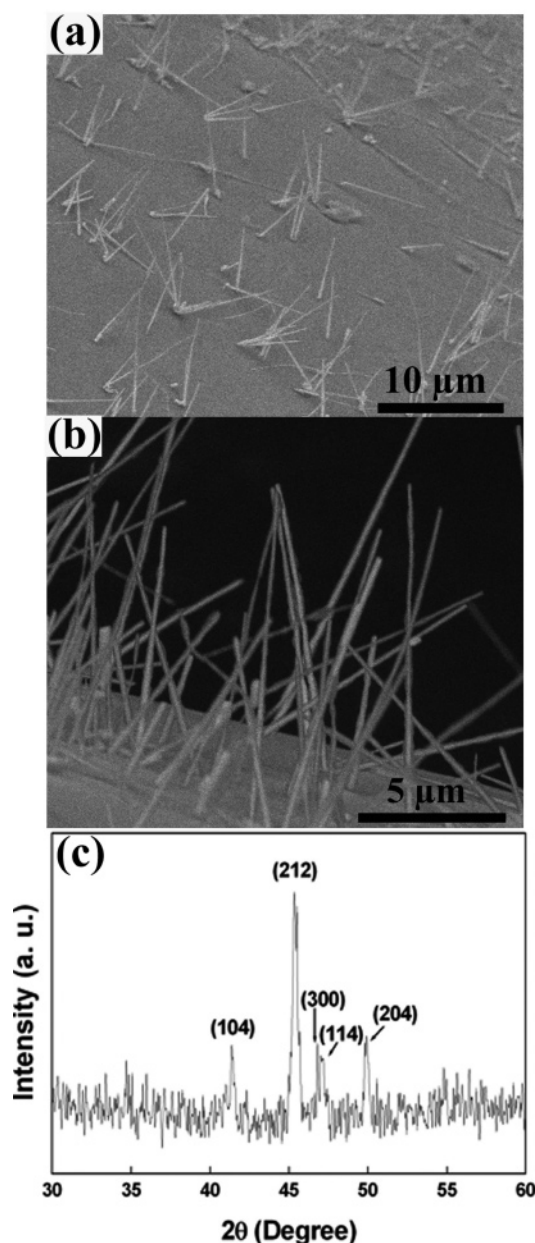 (a)
10 µm
(b)
5 µm
(c)
(212)
(300)
(104)
(114)
(204)
Intensity (a. u.)
30 35 40 45 50 55 60
2θ (Degree)